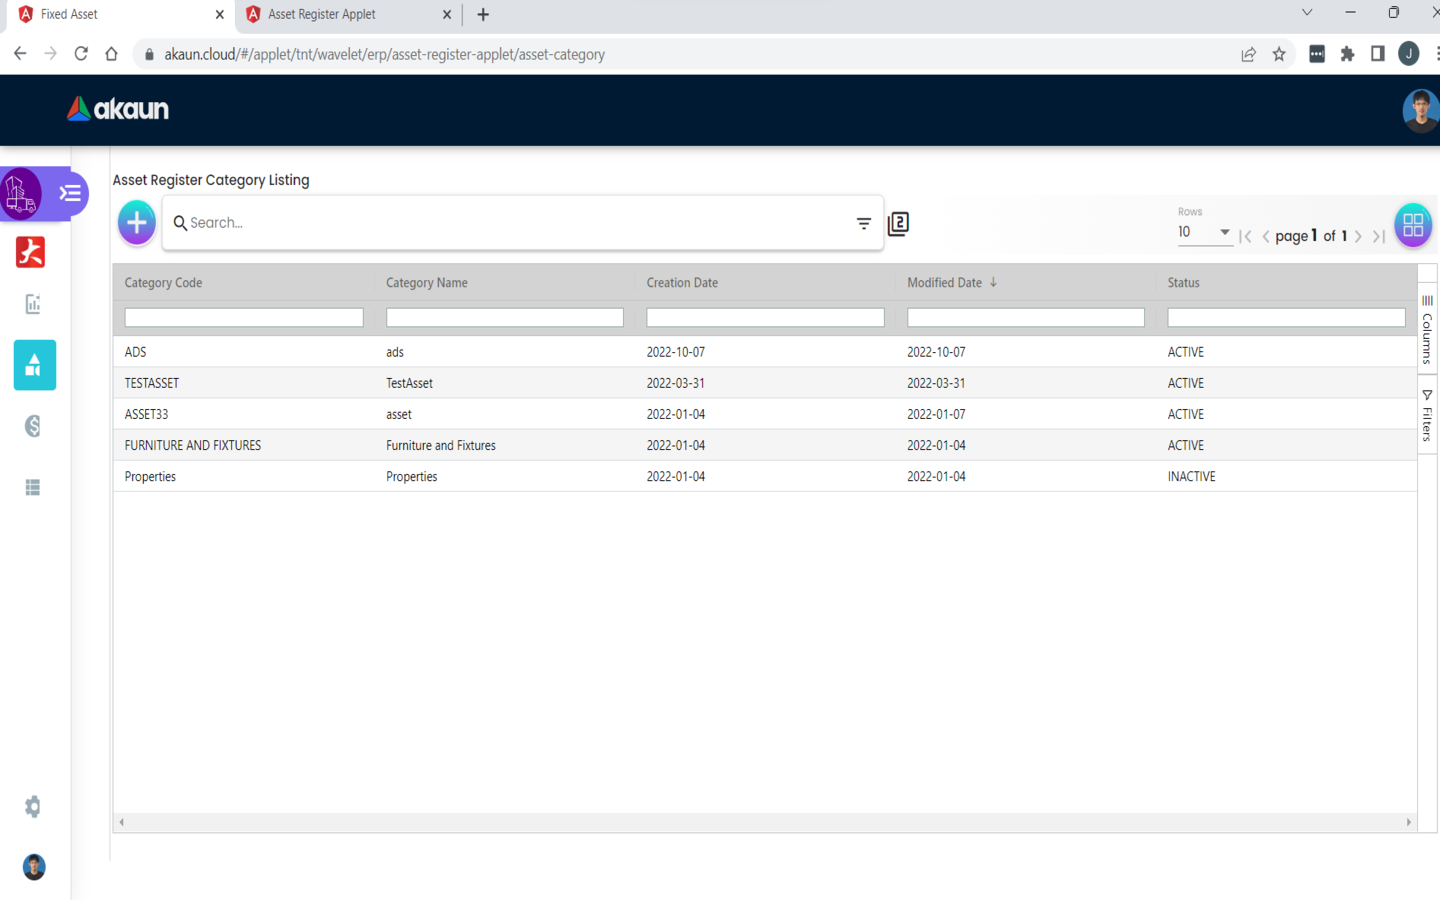 Fixed Asset
Asset Register Applet
akaun.cloud/#/applet/tnt/wavelet/erp/asset-register-applet/asset-category
J
akaun
Asset Register Category Listing
Search...
2
Rows
10
page 1 of 1
Category Code Category Name Creation Date Modified Date Status
ADS ads 2022-10-07 2022-10-07 ACTIVE
TESTASSET TestAsset 2022-03-31 2022-03-31 ACTIVE
ASSET33 asset 2022-01-04 2022-01-07 ACTIVE
FURNITURE AND FIXTURES Furniture and Fixtures 2022-01-04 2022-01-04 ACTIVE
Properties Properties 2022-01-04 2022-01-04 INACTIVE
Columns
Filters